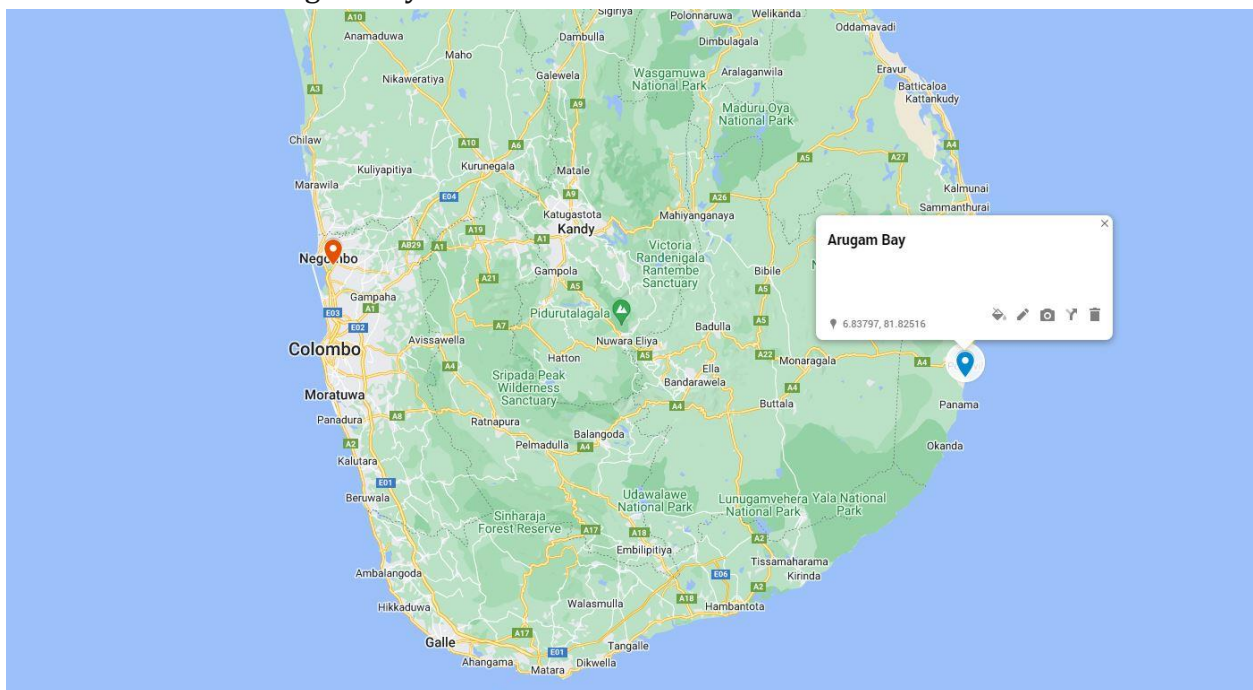 Sigiriya
Polonnaruwa
Welikanda
A10
Anamaduwa
Dambulla
Dimbulagala
Oddamavadi
Maho
Nikaweratiya
Galewela
Wasgamuwa
National Park
Aralaganwila
Eravur
A3
Batticaloa
Kattankudy
A9
Maduru Oya
National Park
Chilaw
A10
A6
A4
Kuliyapitiya
Kurunegala
Matale
A5
A27
Marawila
E04
A9
A26
Kalmunai
Sammanthurai
Katugastota
Kandy
Mahiyanganaya
A19
AB29
A1
A1
Arugam Bay
6.83797, 81.82516
Negombo
Victoria
Randenigala
Rantembe
Sanctuary
Gampola
Bibile
A21
A5
A5
Gampaha
A1
E03
E02
Pidurutalagala
A7
Badulla
A5
Colombo
Avissawella
Nuwara Eliya
A5
A22
Monaragala
A4
A4
Hatton
Ella
Bandarawela
Sripada Peak
Wilderness
Sanctuary
A4
Moratuwa
Buttala
Panama
Panadura
A8
Ratnapura
A4
A2
Balangoda
Pelmadulla
A4
Okanda
Kalutara
E01
Beruwala
Udawalawe
National Park
Lunugamvehera
National Park
Yala National
Park
Sinharaja
Forest Reserve
A17
A18
A2
Embilipitiya
Tissamaharama
Ambalangoda
E06
Kirinda
A2
Hikkaduwa
Walasmulla
A18
Hambantota
Galle
A17
E01
Tangalle
Ahangama
Matara
Dikwella